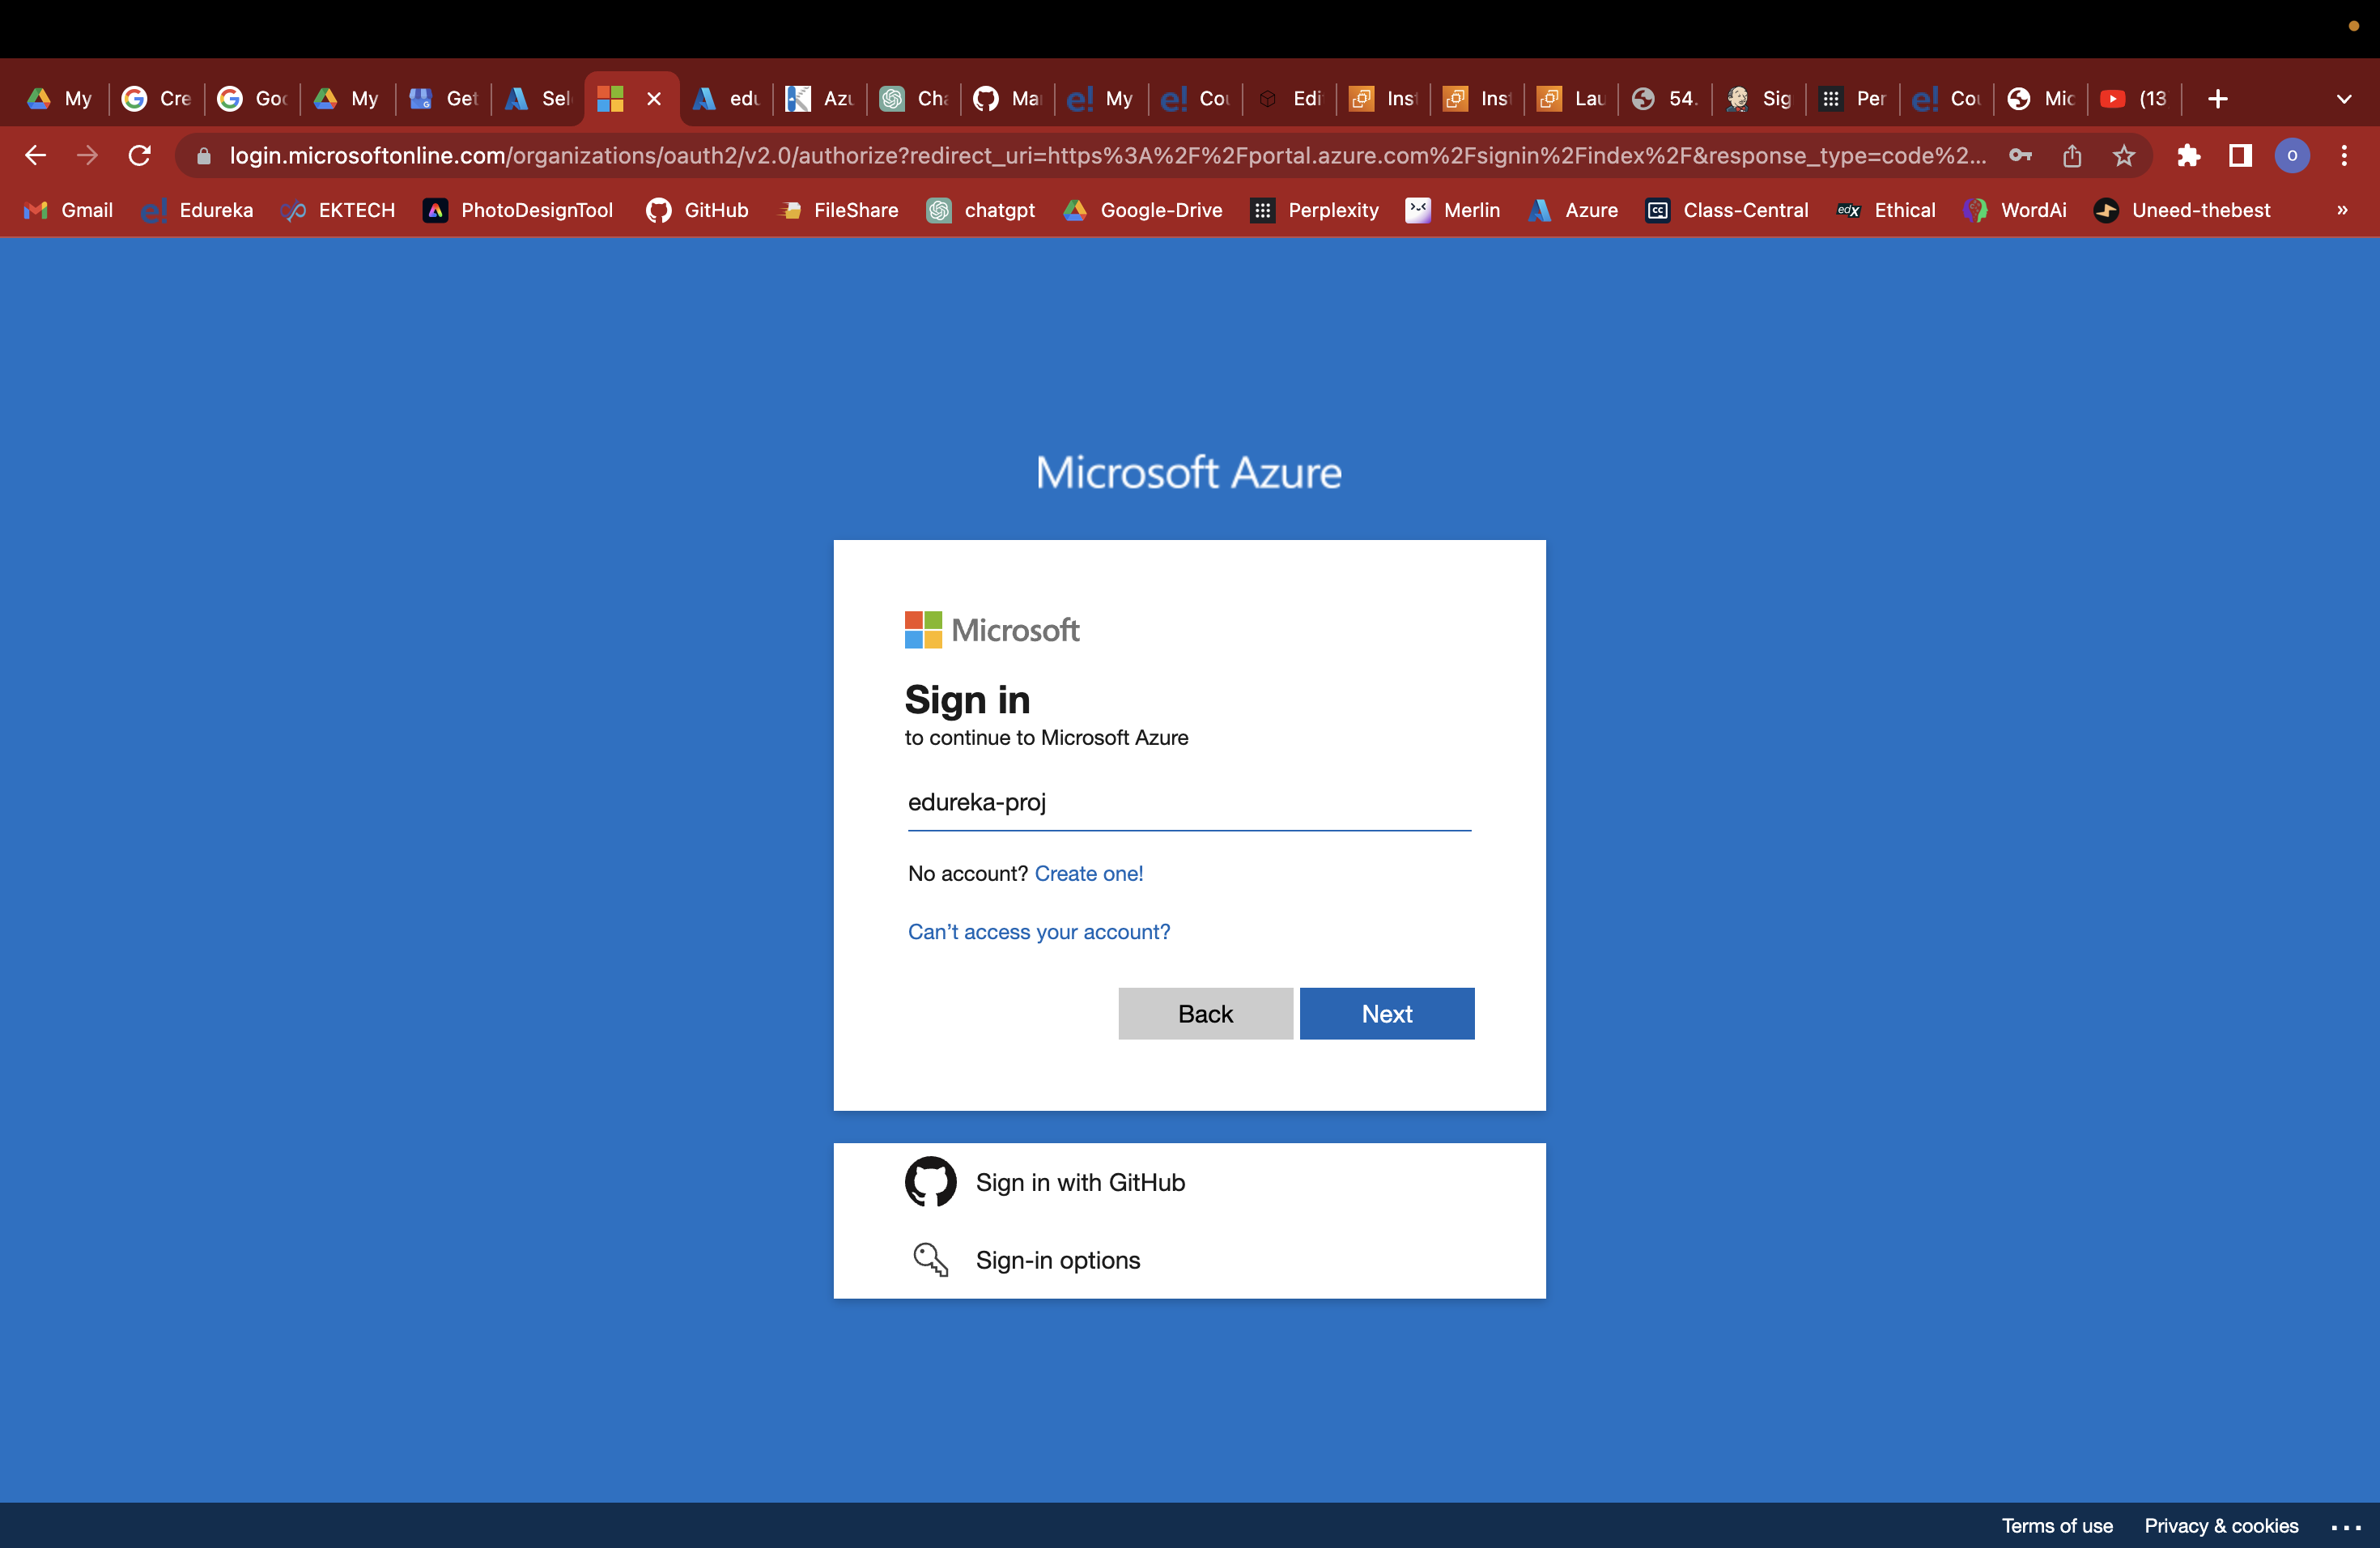 My Cre Goo My Get Sel edu Azu Cha Mar My Cou Edi Inst Inst Lau 54. Sig Per Cou Mic (13
login.microsoftonline.com/organizations/oauth2/v2.0/authorize?redirect_uri=https%3A%2F%2Fportal.azure.com%2Fsignin%2Findex%2F&response_type=code%2...
O
Gmail Edureka EKTECH PhotoDesignTool GitHub FileShare chatgpt Google-Drive Perplexity Merlin Azure Class-Central Ethical WordAi Uneed-thebest »
Microsoft Azure
Microsoft
Sign in
to continue to Microsoft Azure
edureka-proj
No account? Create one!
Can’t access your account?
Back Next
Sign in with GitHub
Sign-in options
Terms of use Privacy & cookies ...